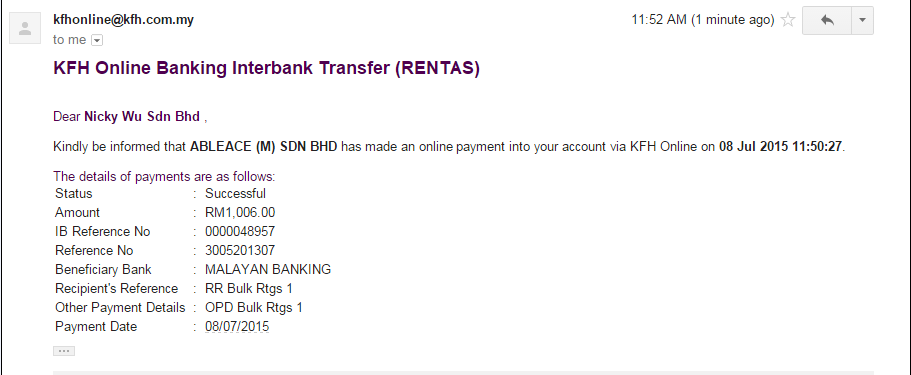 kfhonline@kfh.com.my 11:52 AM (1 minute ago)
to me
KFH Online Banking Interbank Transfer (RENTAS)
Dear Nicky Wu Sdn Bhd ,
Kindly be informed that ABLEACE (M) SDN BHD has made an online payment into your account via KFH Online on 08 Jul 2015 11:50:27.
The details of payments are as follows:
Status : Successful
Amount : RM1,006.00
IB Reference No : 0000048957
Reference No : 3005201307
Beneficiary Bank : MALAYAN BANKING
Recipient's Reference : RR Bulk Rtgs 1
Other Payment Details : OPD Bulk Rtgs 1
Payment Date : 08/07/2015